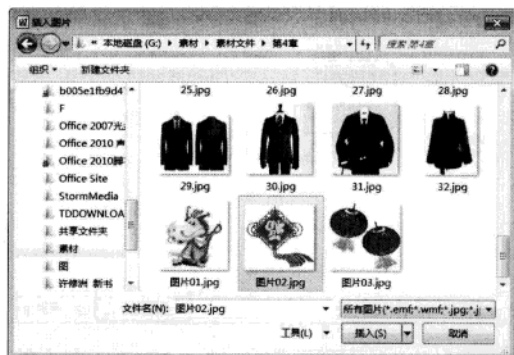 插入图片
本地磁盘 (G:) ▸ 素材 ▸ 素材文件 ▸ 第4章
搜索 第4章
组织 新建文件夹
b005e1fb9d4
F
Office 2007光
Office 2010 声
Office 2010
Office Site
StormMedia
TDDOWNLOA
共享文件夹
素材
图
许修洲 新书
25.jpg 26.jpg 27.jpg 28.jpg
29.jpg 30.jpg 31.jpg 32.jpg
图片01.jpg 图片02.jpg 图片03.jpg
文件名(N): 图片02.jpg 所有图片(*.emf;*.wmf;*.jpg;*.j
工具(L) 插入(S) 取消